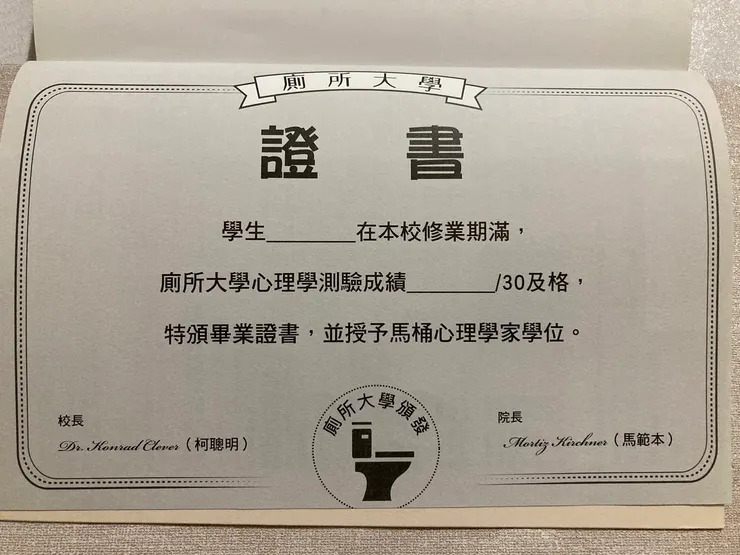 廁所大學
證書
學生________在本校修業期滿，
廁所大學心理學測驗成績________/30及格，
特頒畢業證書，並授予馬桶心理學家學位。
廁所大學頒發
校長
Dr. Konrad Clever（柯聰明）
院長
Mortiz Kirchner（馬範本）